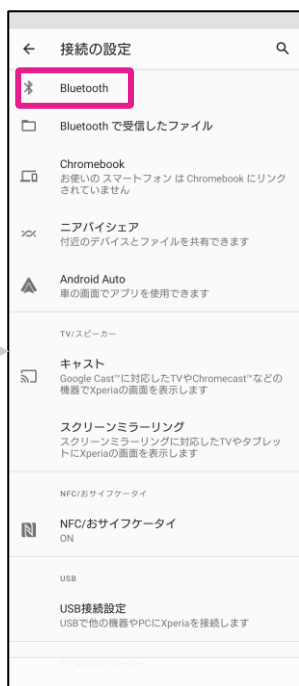 接続の設定
Bluetooth
Bluetooth で受信したファイル
Chromebook
お使いの スマートフォン は Chromebook にリンク
されていません
ニアバイシェア
付近のデバイスとファイルを共有できます
Android Auto
車の画面でアプリを使用できます
TV/スピーカー
キャスト
Google Cast™に対応したTVやChromecast™などの
機器でXperiaの画面を表示します
スクリーンミラーリング
スクリーンミラーリングに対応したTVやタブレッ
トにXperiaの画面を表示します
NFC/おサイフケータイ
NFC/おサイフケータイ
ON
USB
USB接続設定
USBで他の機器やPCにXperiaを接続します